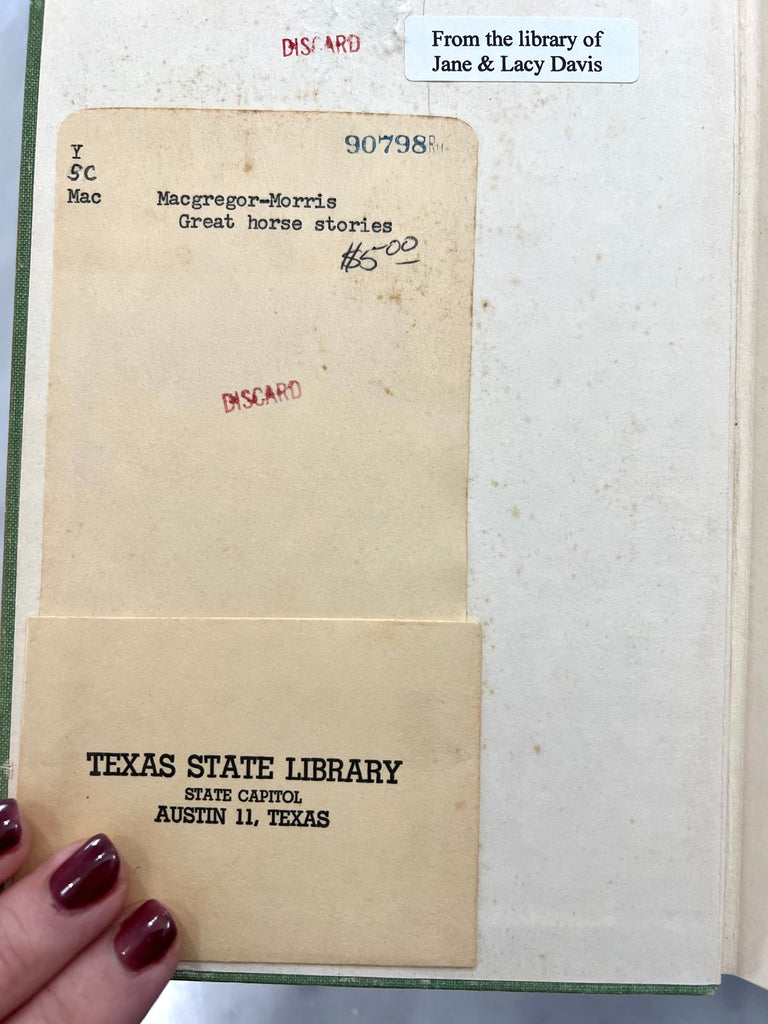 DISCARD
From the library of
Jane & Lacy Davis
90798
Y
SC
Mac
Macgregor-Morris
Great horse stories
$5.00
DISCARD
TEXAS STATE LIBRARY
STATE CAPITOL
AUSTIN 11, TEXAS